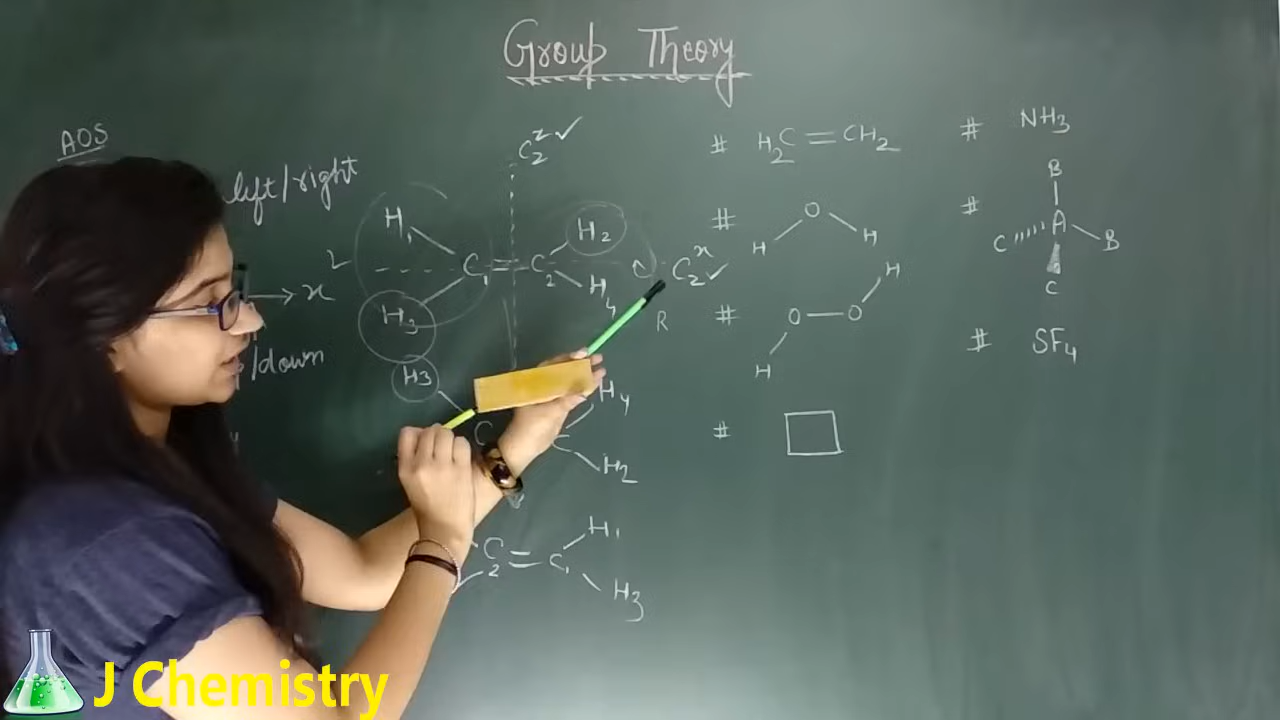 Group Theory
AOS
left/right
x
/down
C₂ᶻ ✓
H₁
H₂
L
C₁ = C₂
C₂ˣ ✓
H₃
H₄
R
H₃
H₄
C
C
H₂
H₁
C₂ = C₁
H₃
# H₂C = CH₂
# O
H H
# H
O — O
H
#
# NH₃
# B
C A B
C
# SF₄
J Chemistry